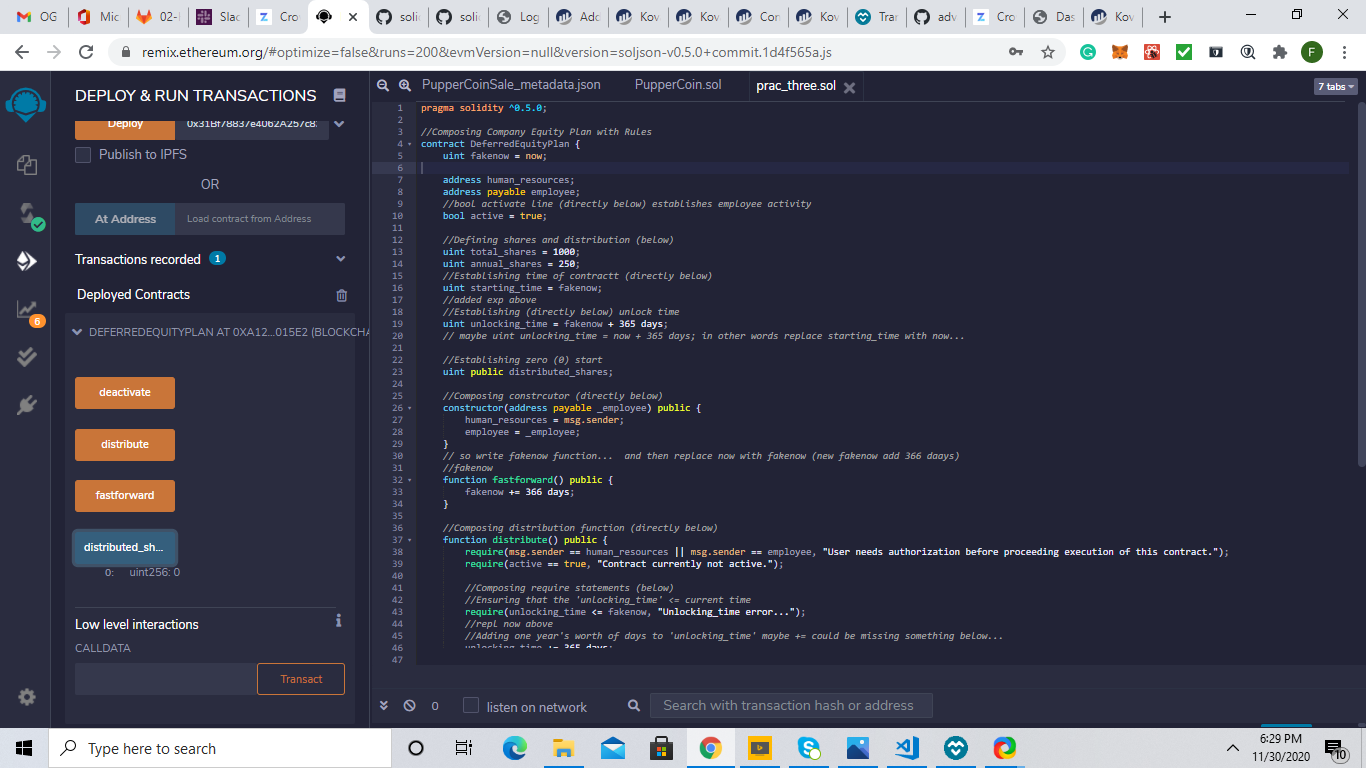 OG
Mic
02-
Slac
Cro
solid
solid
Log
Add
Kov
Kov
Con
Kov
Tran
adv
Cro
Das
Kov
remix.ethereum.org/#optimize=false&runs=200&evmVersion=null&version=soljson-v0.5.0+commit.1d4f565a.js
F
DEPLOY & RUN TRANSACTIONS
Deploy
Publish to IPFS
OR
At Address
Load contract from Address
Transactions recorded 1
Deployed Contracts
6
DEFERREDEQUITYPLAN AT 0XA12...015E2 (BLOCKCHA
deactivate
distribute
fastforward
distributed_sh...
0: uint256: 0
Low level interactions
CALLDATA
Transact
PupperCoinSale_metadata.json
PupperCoin.sol
prac_three.sol
7 tabs
1 pragma solidity ^0.5.0;
2
3 //Composing Company Equity Plan with Rules
4 contract DeferredEquityPlan {
5 uint fakenow = now;
6
7 address human_resources;
8 address payable employee;
9 //bool activate line (directly below) establishes employee activity
10 bool active = true;
11
12 //Defining shares and distribution (below)
13 uint total_shares = 1000;
14 uint annual_shares = 250;
15 //Establishing time of contractt (directly below)
16 uint starting_time = fakenow;
17 //added exp above
18 //Establishing (directly below) unlock time
19 uint unlocking_time = fakenow + 365 days;
20 // maybe uint unlocking_time = now + 365 days; in other words replace starting_time with now...
21
22 //Establishing zero (0) start
23 uint public distributed_shares;
24
25 //Composing constrcutor (directly below)
26 constructor(address payable _employee) public {
27 human_resources = msg.sender;
28 employee = _employee;
29 }
30 // so write fakenow function... and then replace now with fakenow (new fakenow add 366 daays)
31 //fakenow
32 function fastforward() public {
33 fakenow += 366 days;
34 }
35
36 //Composing distribution function (directly below)
37 function distribute() public {
38 require(msg.sender == human_resources || msg.sender == employee, "User needs authorization before proceeding execution of this contract.");
39 require(active == true, "Contract currently not active.");
40
41 //Composing require statements (below)
42 //Ensuring that the 'unlocking_time' <= current time
43 require(unlocking_time <= fakenow, "Unlocking_time error...");
44 //repl now above
45 //Adding one year's worth of days to 'unlocking_time' maybe += could be missing something below...
46 unlocking_time += 365 days;
47
0
listen on network
Search with transaction hash or address
Type here to search
6:29 PM
11/30/2020
10